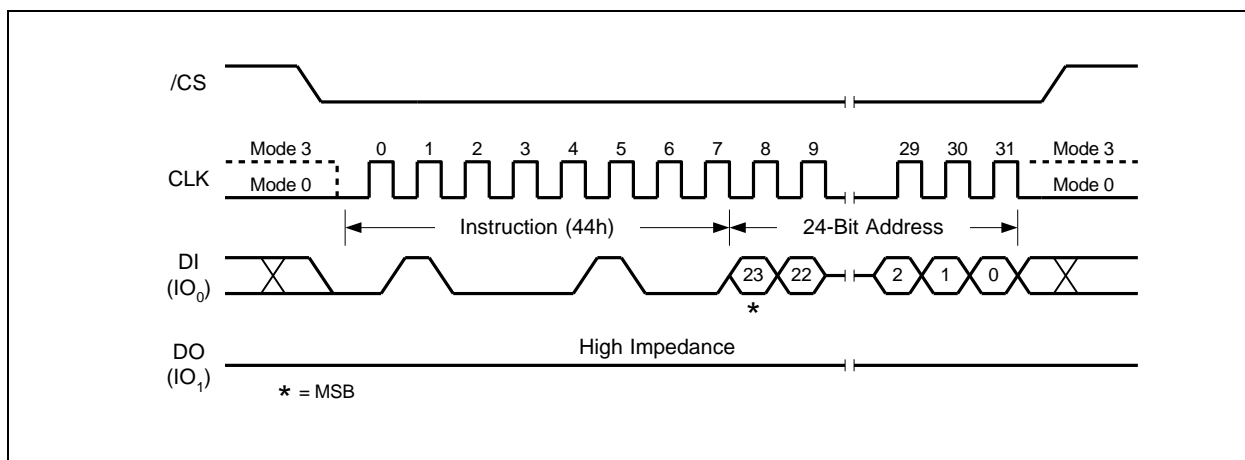 /CS
Mode 3 0 1 2 3 4 5 6 7 8 9 29 30 31 Mode 3
CLK
Mode 0 Mode 0
Instruction (44h) 24-Bit Address
DI
(IO₀)
23 22 2 1 0
*
DO
(IO₁)
High Impedance
* = MSB